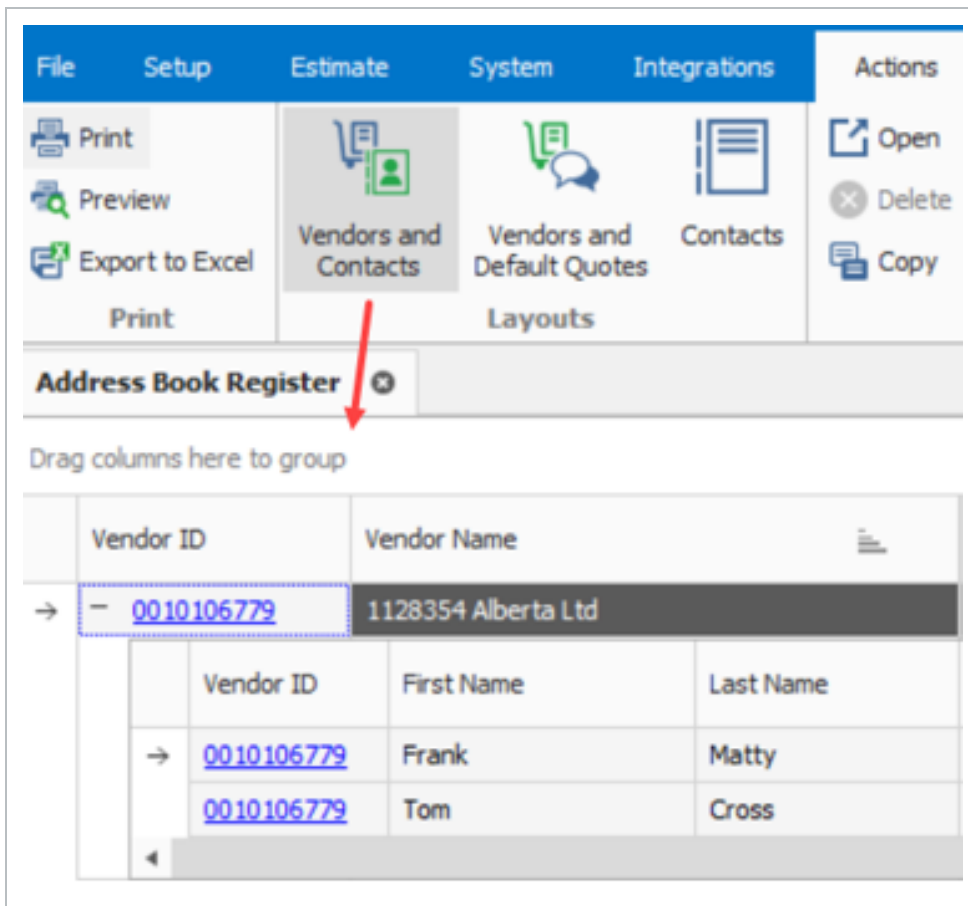 File Setup Estimate System Integrations Actions
Print
Preview
Export to Excel
Print
Vendors and
Contacts
Vendors and
Default Quotes
Contacts
Layouts
Open
Delete
Copy
Address Book Register
Drag columns here to group
Vendor ID Vendor Name
0010106779 1128354 Alberta Ltd
Vendor ID First Name Last Name
0010106779 Frank Matty
0010106779 Tom Cross